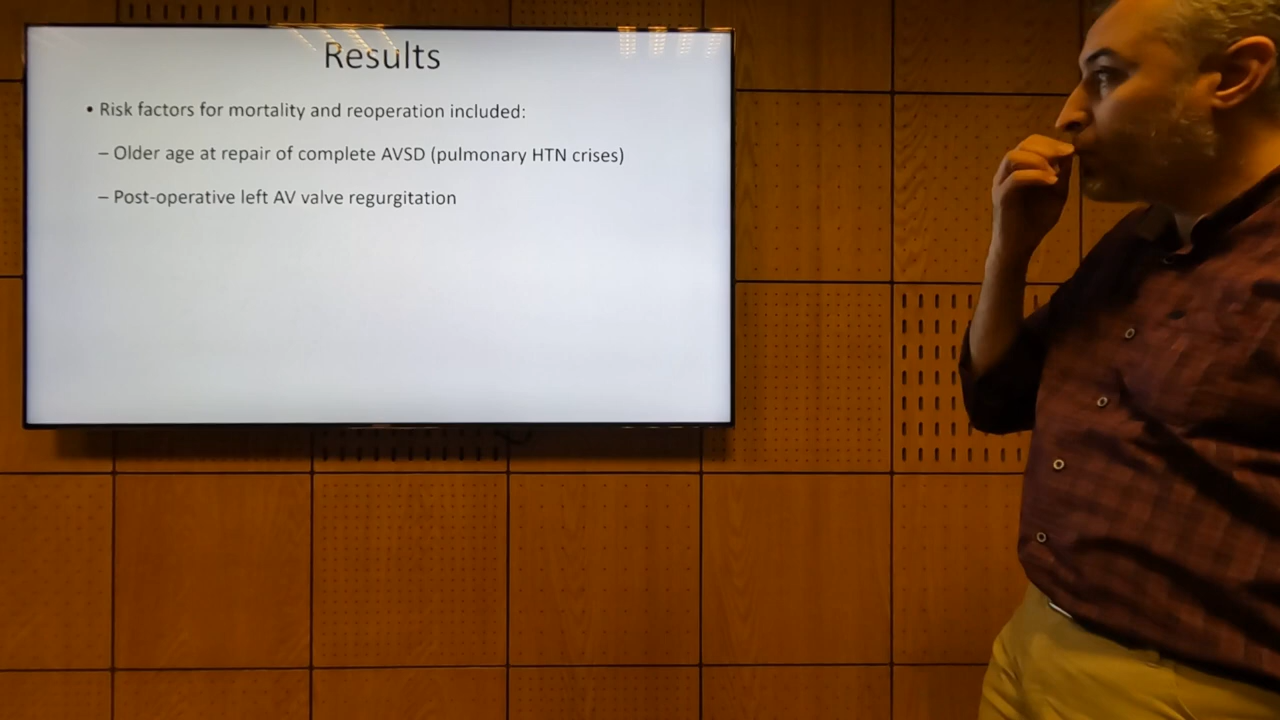 Results
• Risk factors for mortality and reoperation included:
– Older age at repair of complete AVSD (pulmonary HTN crises)
– Post-operative left AV valve regurgitation